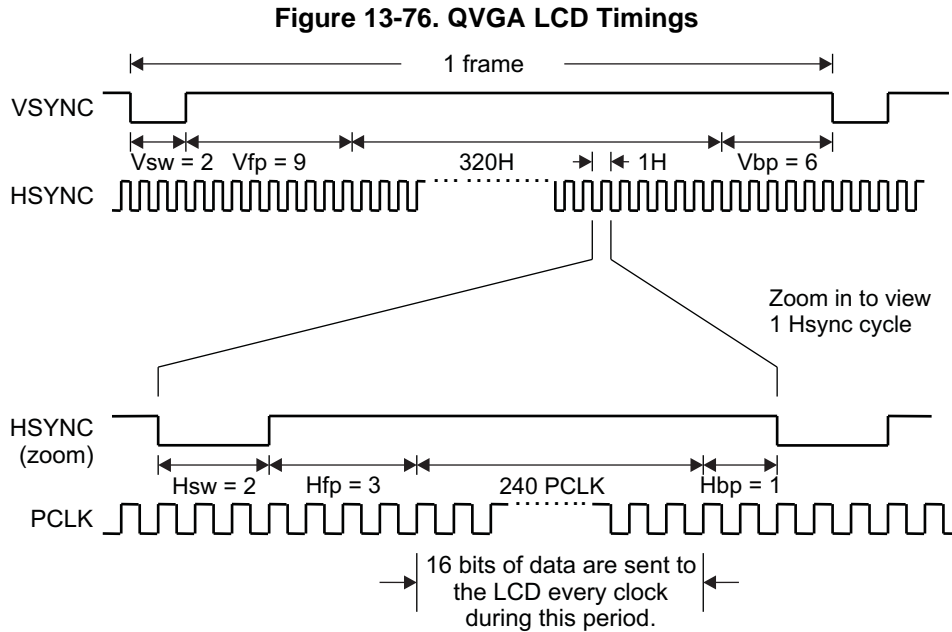 Figure 13-76. QVGA LCD Timings
1 frame
VSYNC
Vsw = 2
Vfp = 9
320H
1H
Vbp = 6
HSYNC
Zoom in to view
1 Hsync cycle
HSYNC
(zoom)
Hsw = 2
Hfp = 3
240 PCLK
Hbp = 1
PCLK
16 bits of data are sent to
the LCD every clock
during this period.